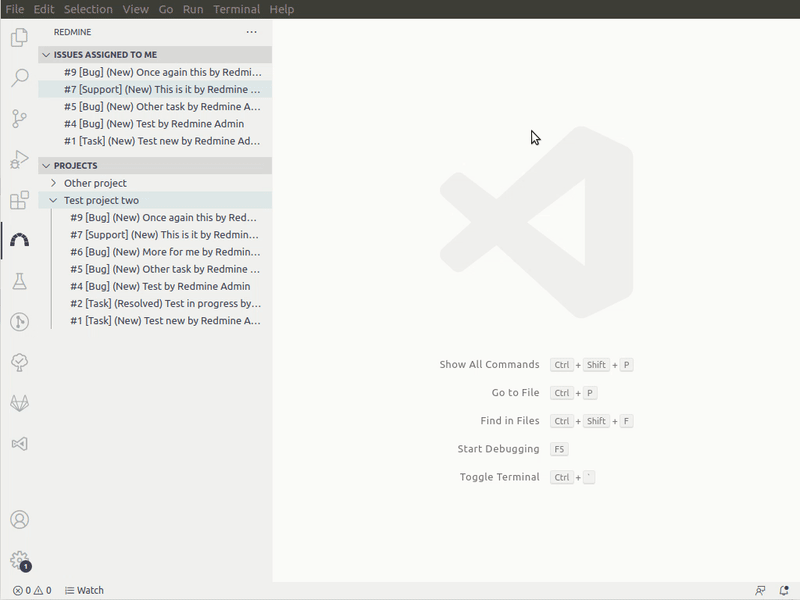 File Edit Selection View Go Run Terminal Help
REDMINE ...
ISSUES ASSIGNED TO ME
#9 [Bug] (New) Once again this by Redmi...
#7 [Support] (New) This is it by Redmine ...
#5 [Bug] (New) Other task by Redmine A...
#4 [Bug] (New) Test by Redmine Admin
#1 [Task] (New) Test new by Redmine Ad...
PROJECTS
Other project
Test project two
#9 [Bug] (New) Once again this by Red...
#7 [Support] (New) This is it by Redmin...
#6 [Bug] (New) More for me by Redmin...
#5 [Bug] (New) Other task by Redmine ...
#4 [Bug] (New) Test by Redmine Admin
#2 [Task] (Resolved) Test in progress by...
#1 [Task] (New) Test new by Redmine A...
Show All Commands Ctrl + Shift + P
Go to File Ctrl + P
Find in Files Ctrl + Shift + F
Start Debugging F5
Toggle Terminal Ctrl + `
1
0 0 Watch